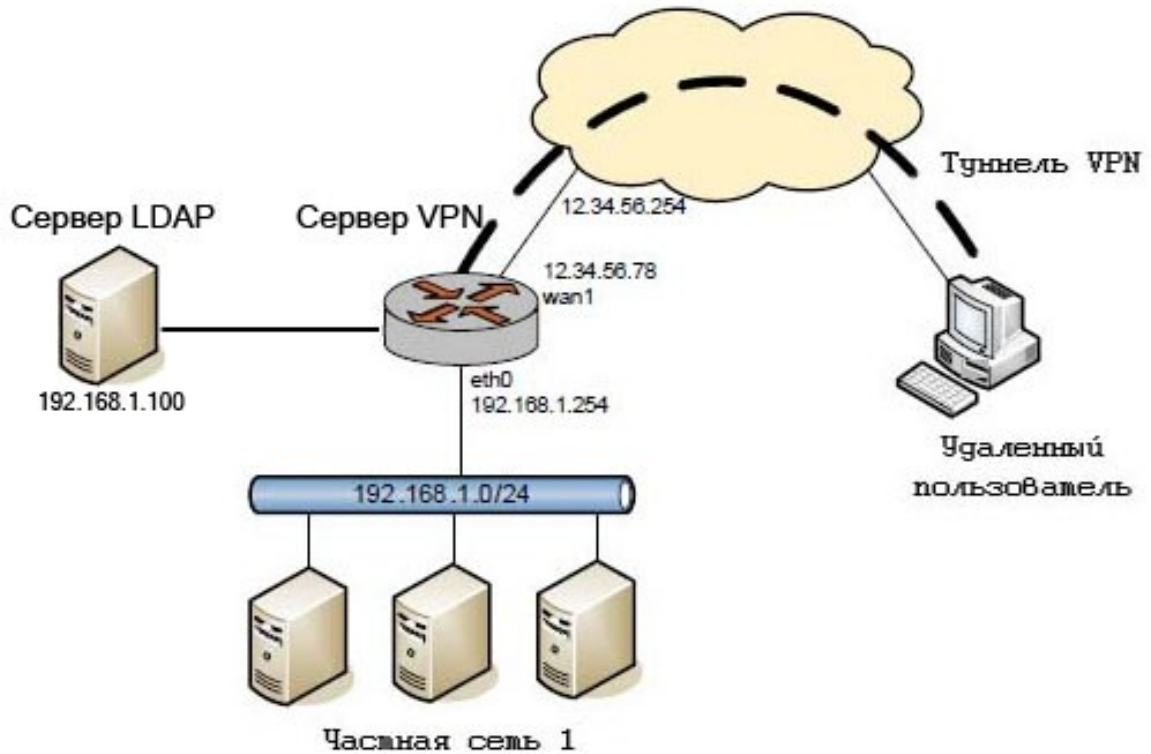 Туннель VPN
12.34.56.254
Сервер LDAP
Сервер VPN
12.34.56.78
wan1
192.168.1.100
eth0
192.168.1.254
Удаленный
пользователь
192.168.1.0/24
Частная сеть 1